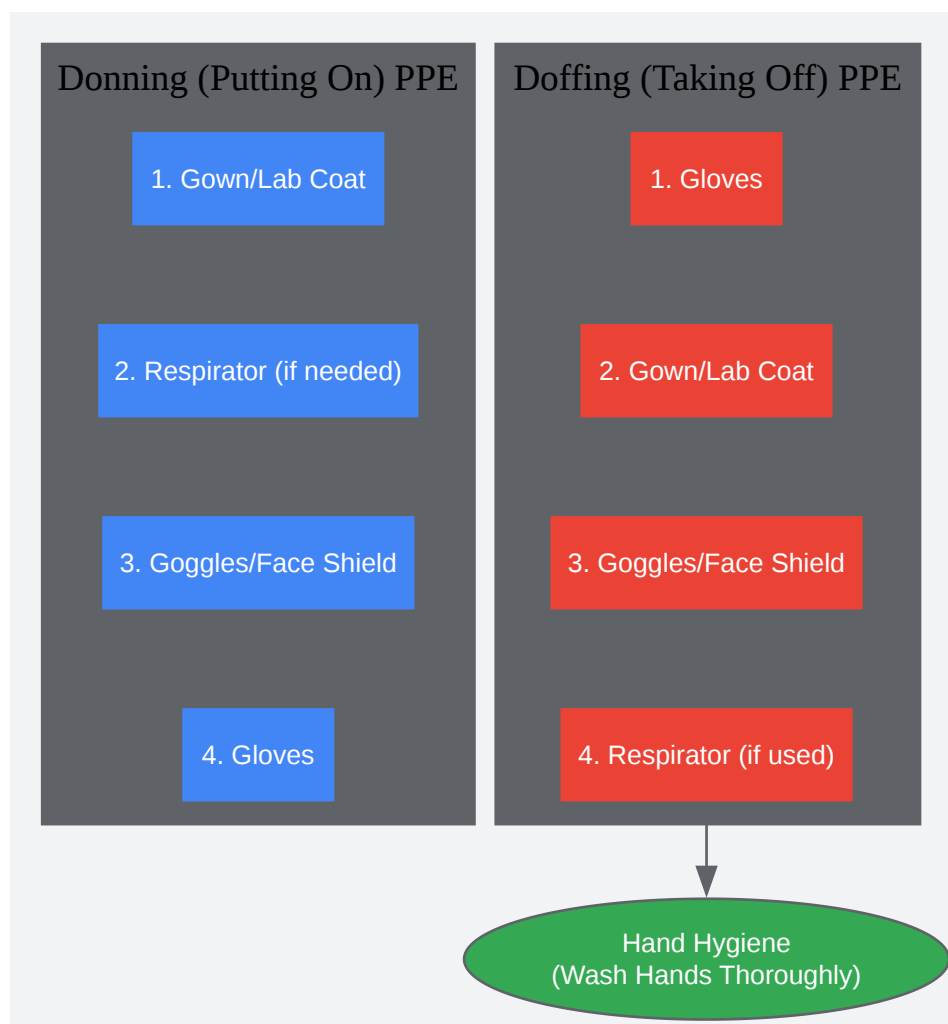 Donning (Putting On) PPE
1. Gown/Lab Coat
2. Respirator (if needed)
3. Goggles/Face Shield
4. Gloves
Doffing (Taking Off) PPE
1. Gloves
2. Gown/Lab Coat
3. Goggles/Face Shield
4. Respirator (if used)
Hand Hygiene
(Wash Hands Thoroughly)